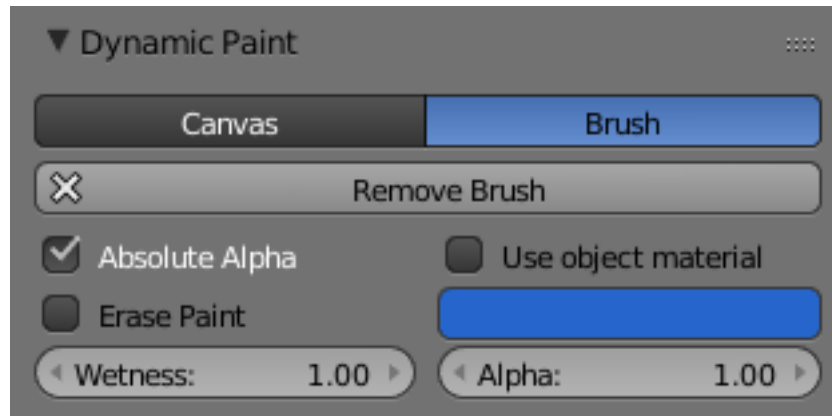 Dynamic Paint
Canvas Brush
Remove Brush
Absolute Alpha Use object material
Erase Paint
Wetness: 1.00 Alpha: 1.00